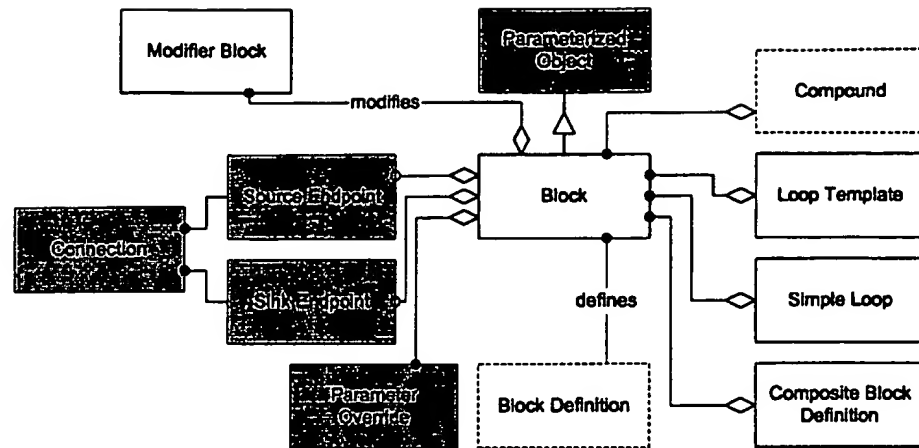 Modifier Block
Parameterized
Object
Compound
modifies
Source Endpoint
Block
Loop Template
Connection
Sink Endpoint
defines
Simple Loop
Parameter
Override
Block Definition
Composite Block
Definition